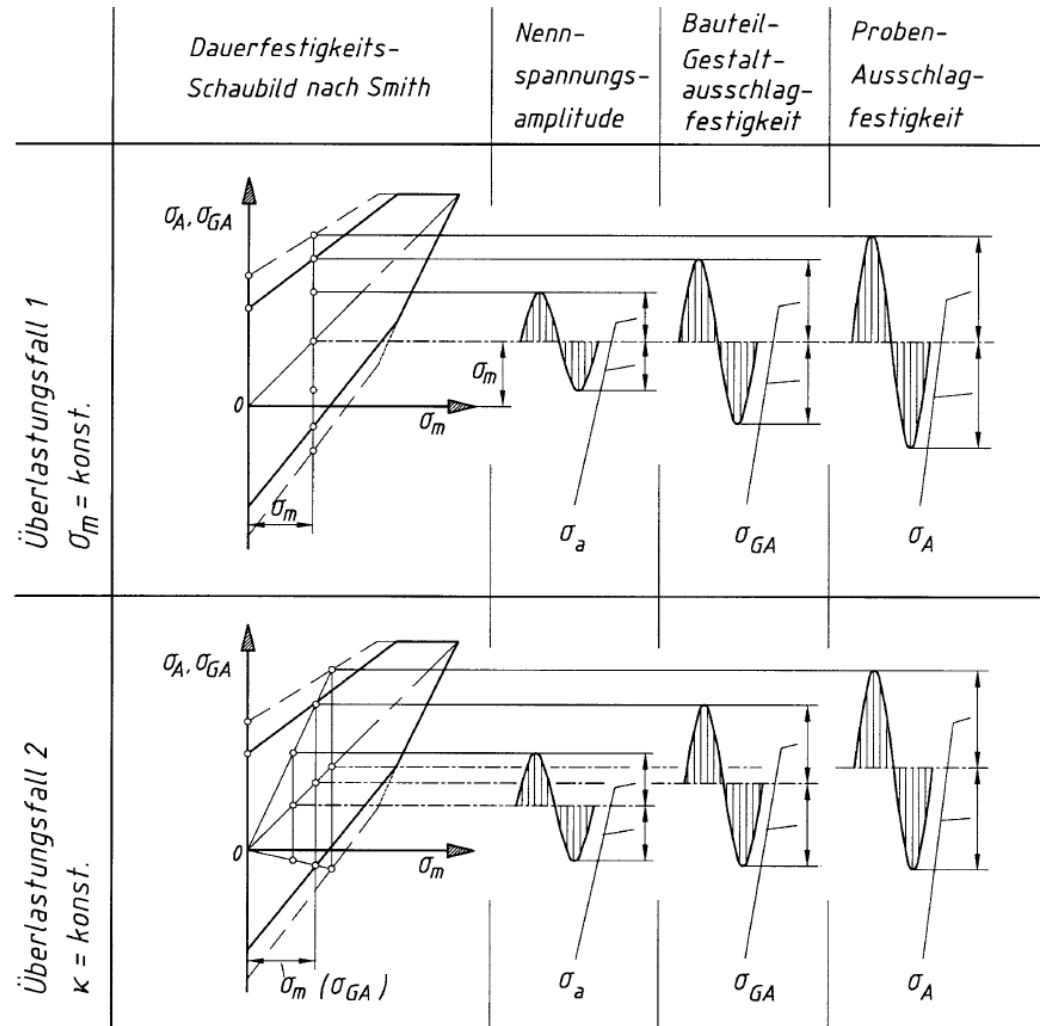 Dauerfestigkeits-
Schaubild nach Smith
Nenn-
spannungs-
amplitude
Bauteil-
Gestalt-
ausschlag-
festigkeit
Proben-
Ausschlag-
festigkeit
Überlastungsfall 1
σm = konst.
σA, σGA
0
σm
σm
σm
σa
σGA
σA
Überlastungsfall 2
κ = konst.
σA, σGA
0
σm
σm (σGA)
σa
σGA
σA